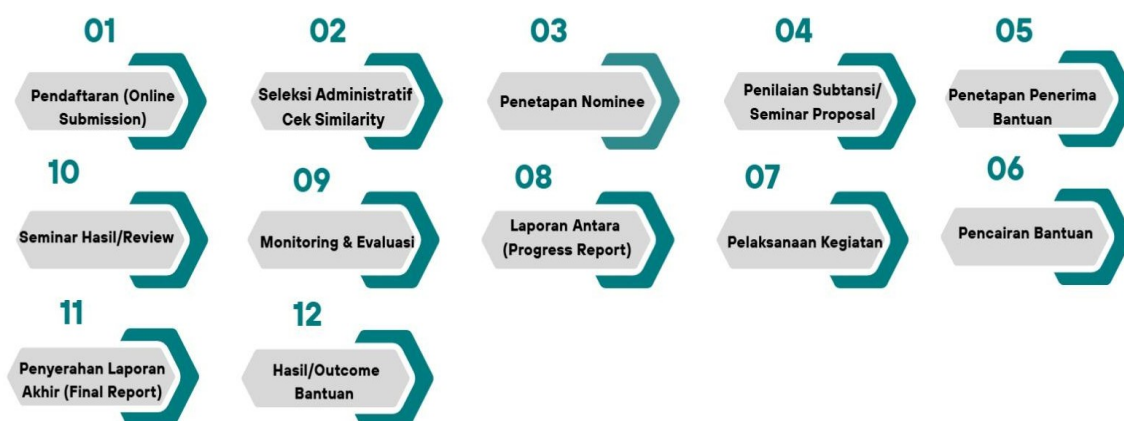 01
Pendaftaran (Online
Submission)
02
Seleksi Administratif
Cek Similarity
03
Penetapan Nominee
04
Penilaian Subtansi/
Seminar Proposal
05
Penetapan Penerima
Bantuan
10
Seminar Hasil/Review
09
Monitoring & Evaluasi
08
Laporan Antara
(Progress Report)
07
Pelaksanaan Kegiatan
06
Pencairan Bantuan
11
Penyerahan Laporan
Akhir (Final Report)
12
Hasil/Outcome
Bantuan